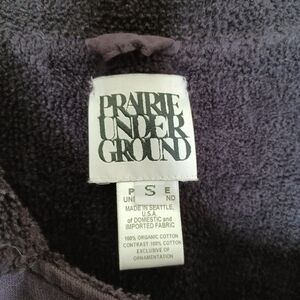 PRAIRIE
UNDER
GROUND
S
MADE IN SEATTLE,
U.S.A
of DOMESTIC and
IMPORTED FABRIC
100% ORGANIC COTTON
CONTRAST 100% COTTON
EXCLUSIVE OF
ORNAMENTATION